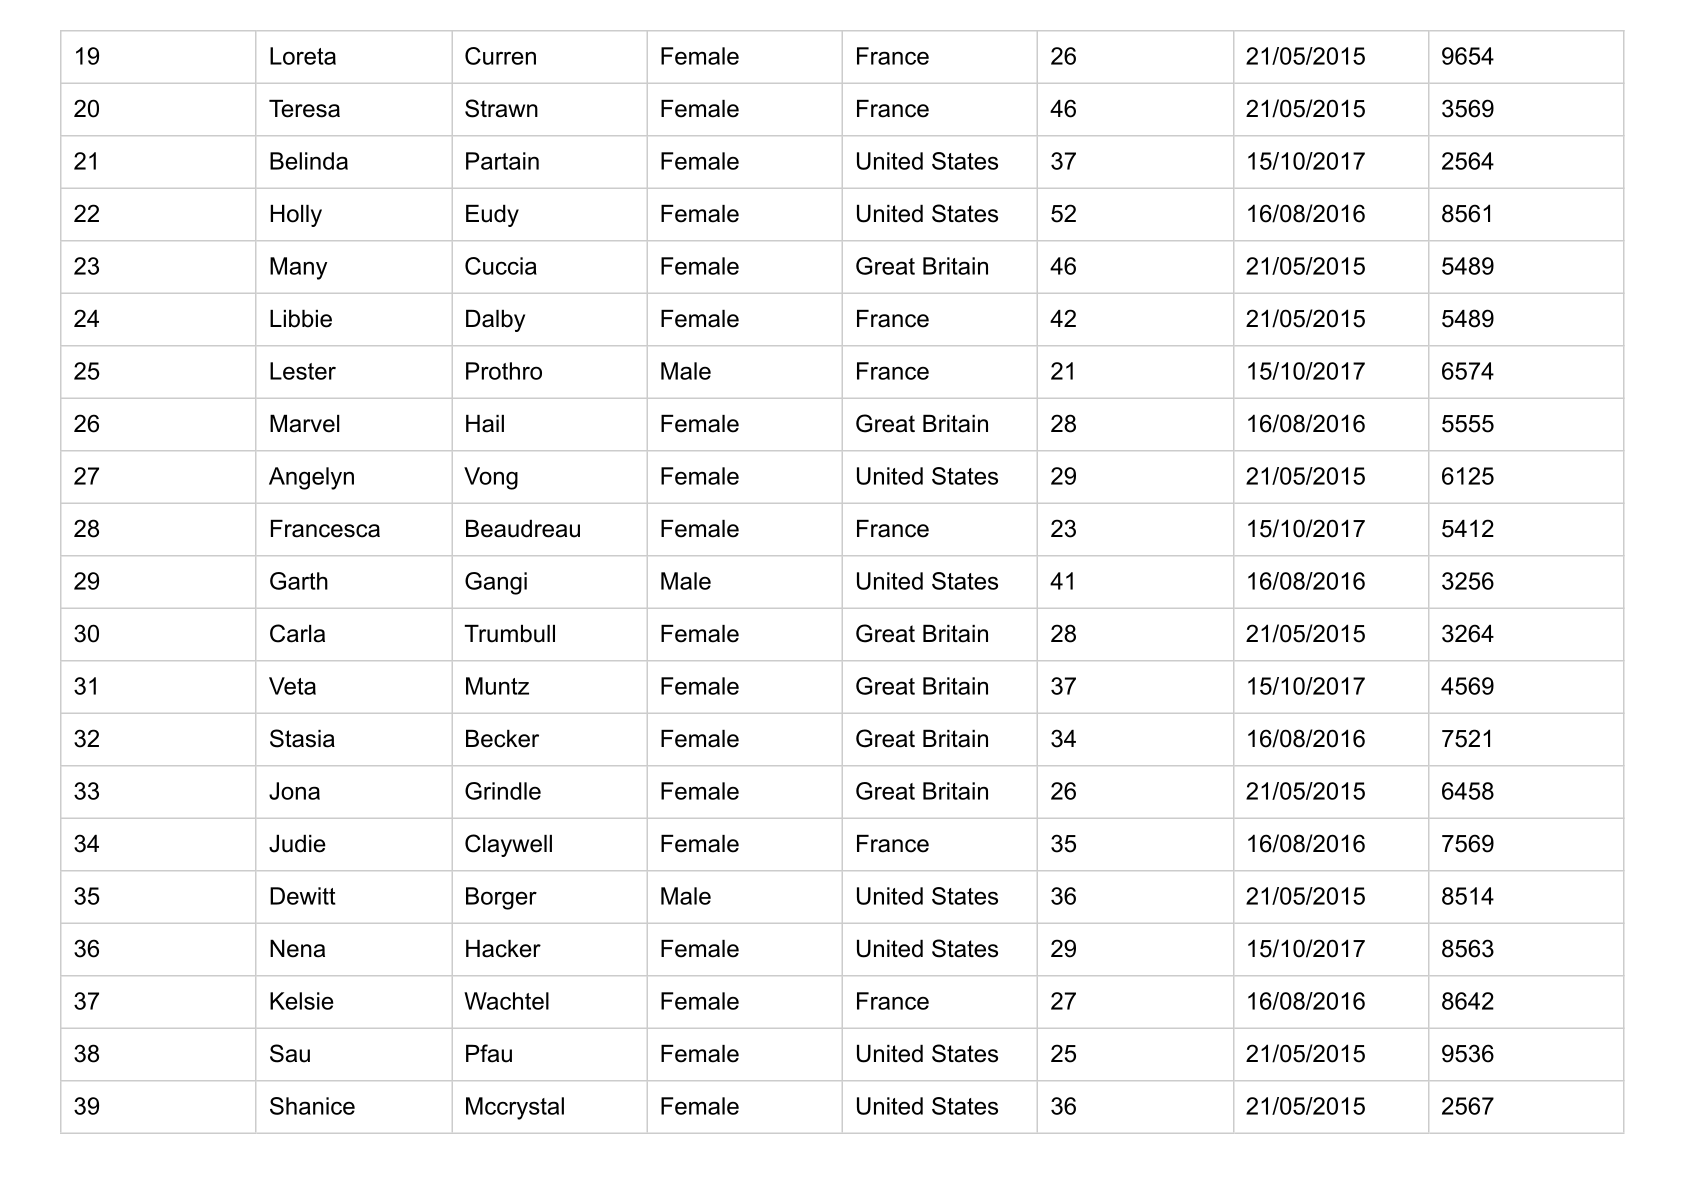 19 Loreta Curren Female France 26 21/05/2015 9654
20 Teresa Strawn Female France 46 21/05/2015 3569
21 Belinda Partain Female United States 37 15/10/2017 2564
22 Holly Eudy Female United States 52 16/08/2016 8561
23 Many Cuccia Female Great Britain 46 21/05/2015 5489
24 Libbie Dalby Female France 42 21/05/2015 5489
25 Lester Prothro Male France 21 15/10/2017 6574
26 Marvel Hail Female Great Britain 28 16/08/2016 5555
27 Angelyn Vong Female United States 29 21/05/2015 6125
28 Francesca Beaudreau Female France 23 15/10/2017 5412
29 Garth Gangi Male United States 41 16/08/2016 3256
30 Carla Trumbull Female Great Britain 28 21/05/2015 3264
31 Veta Muntz Female Great Britain 37 15/10/2017 4569
32 Stasia Becker Female Great Britain 34 16/08/2016 7521
33 Jona Grindle Female Great Britain 26 21/05/2015 6458
34 Judie Claywell Female France 35 16/08/2016 7569
35 Dewitt Borger Male United States 36 21/05/2015 8514
36 Nena Hacker Female United States 29 15/10/2017 8563
37 Kelsie Wachtel Female France 27 16/08/2016 8642
38 Sau Pfau Female United States 25 21/05/2015 9536
39 Shanice Mccrystal Female United States 36 21/05/2015 2567